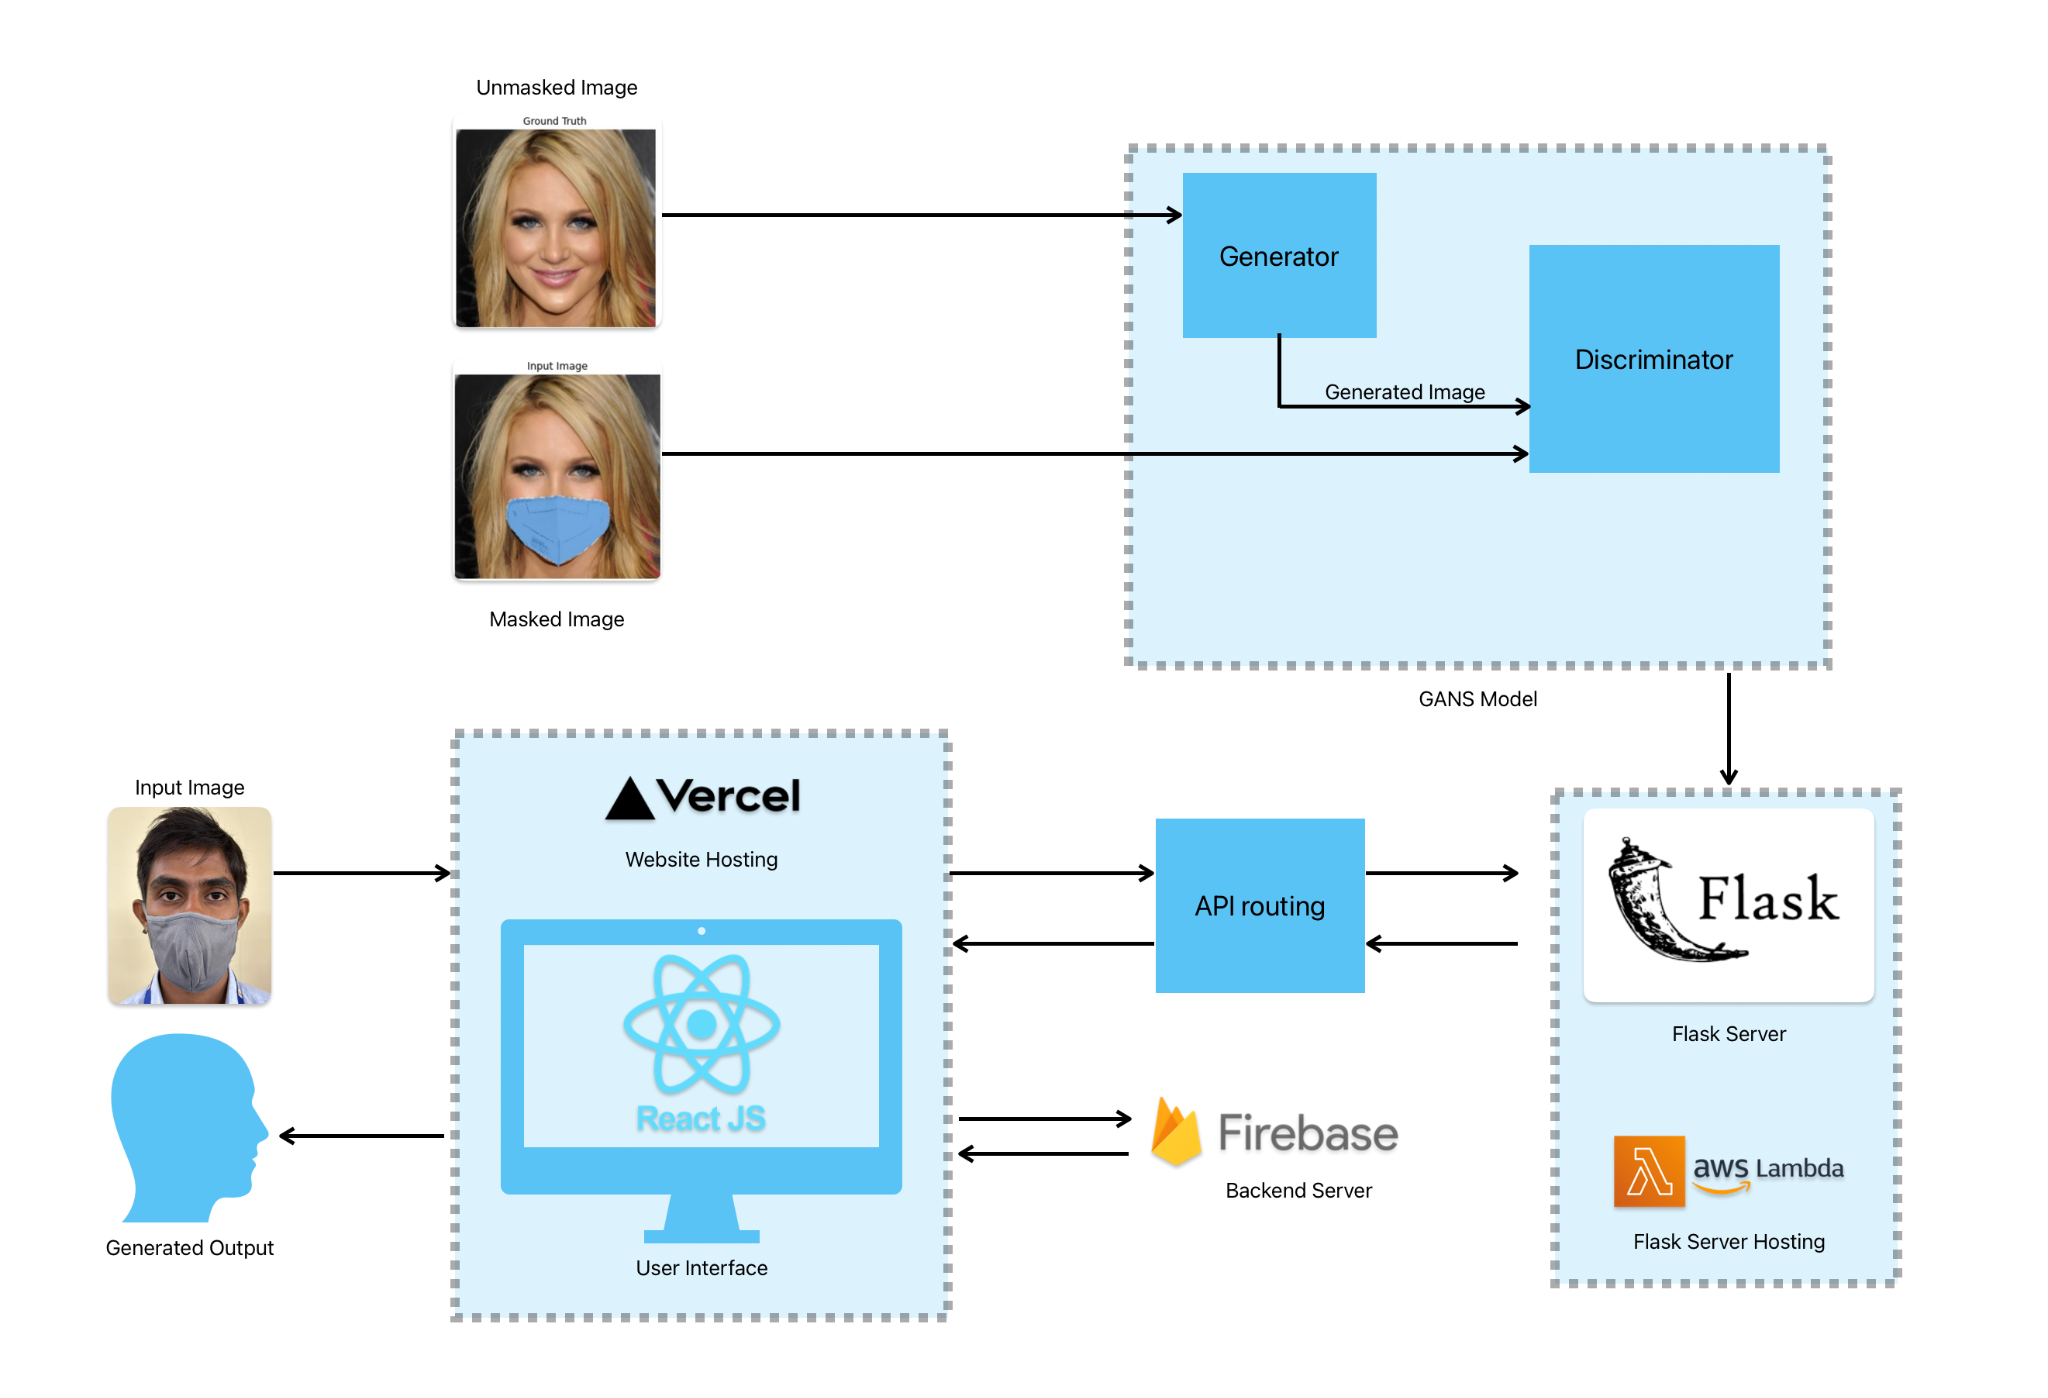 Unmasked Image
Ground Truth
Generator
Discriminator
Generated Image
Input Image
Masked Image
GANS Model
Vercel
Website Hosting
Input Image
API routing
Flask
Flask Server
React JS
Firebase
Backend Server
aws Lambda
Flask Server Hosting
Generated Output
User Interface